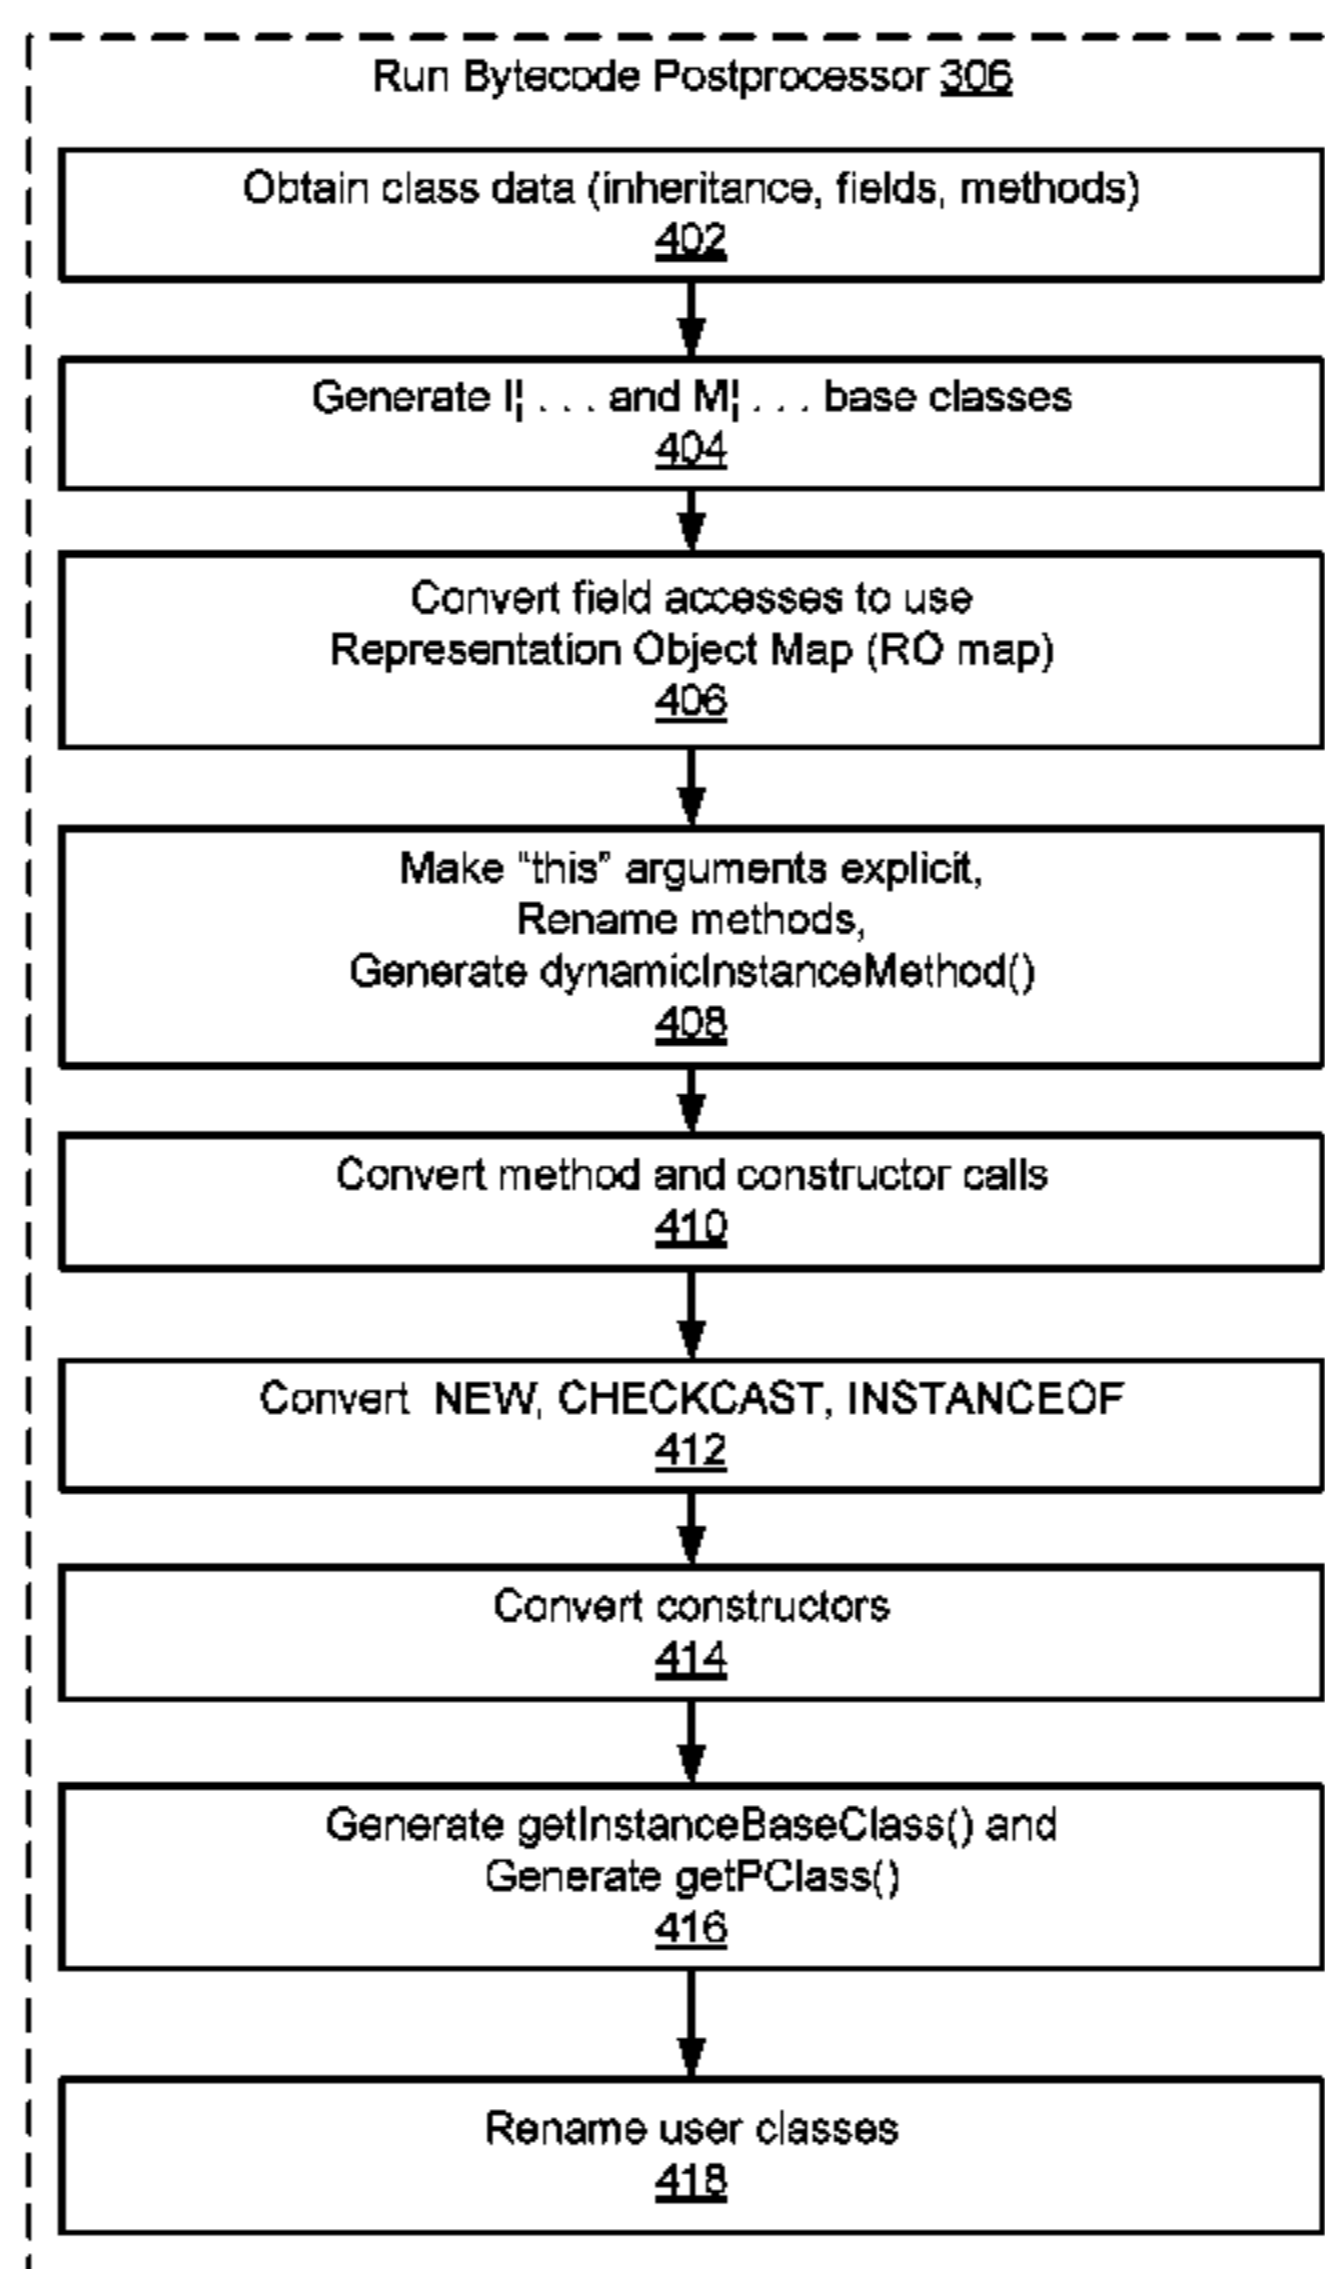 Run Bytecode Postprocessor 306
Obtain class data (inheritance, fields, methods)
402
Generate I¦ . . . and M¦ . . . base classes
404
Convert field accesses to use
Representation Object Map (RO map)
406
Make “this” arguments explicit,
Rename methods,
Generate dynamicInstanceMethod()
408
Convert method and constructor calls
410
Convert NEW, CHECKCAST, INSTANCEOF
412
Convert constructors
414
Generate getInstanceBaseClass() and
Generate getPClass()
416
Rename user classes
418